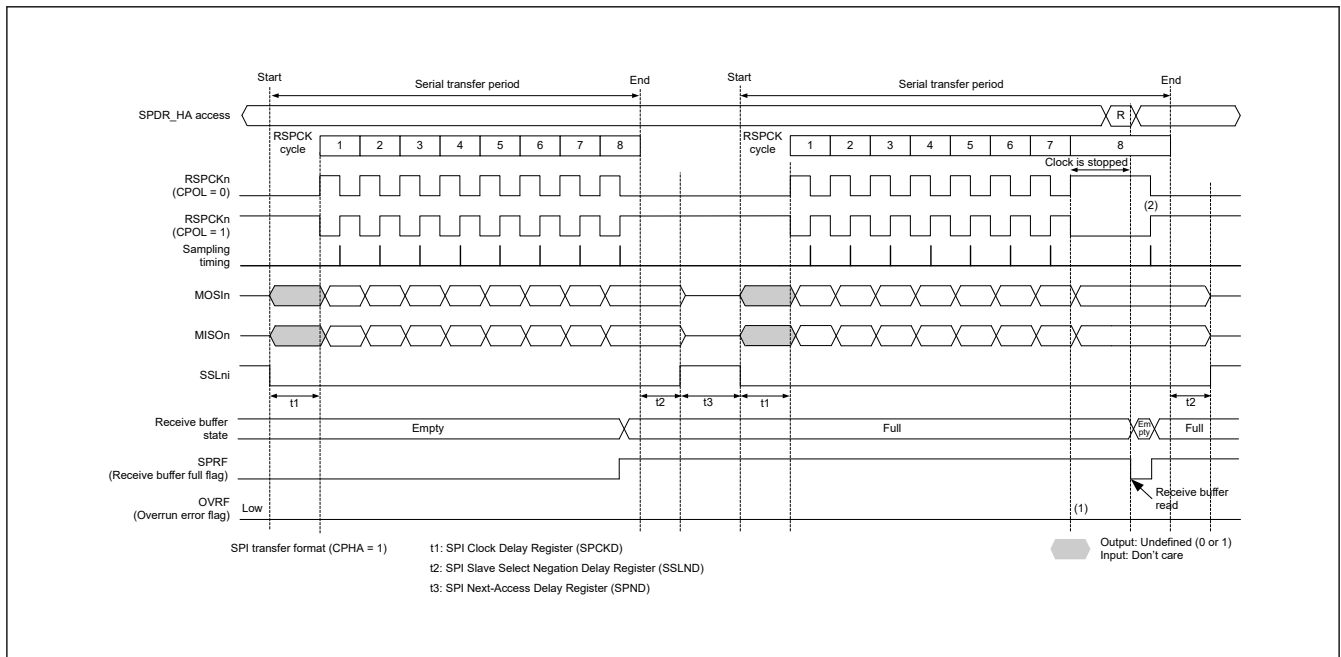 Start
Serial transfer period
End
Start
Serial transfer period
End
SPDR_HA access
R
RSPCK
cycle
1 2 3 4 5 6 7 8
RSPCK
cycle
1 2 3 4 5 6 7 8
Clock is stopped
RSPCKn
(CPOL = 0)
(2)
RSPCKn
(CPOL = 1)
Sampling
timing
MOSIn
MISOn
SSLni
t1
t2
t3
t1
t2
Receive buffer
state
Empty
Full
Em
pty
Full
SPRF
(Receive buffer full flag)
Receive buffer
read
OVRF
(Overrun error flag)
Low
(1)
SPI transfer format (CPHA = 1)
t1: SPI Clock Delay Register (SPCKD)
t2: SPI Slave Select Negation Delay Register (SSLND)
t3: SPI Next-Access Delay Register (SPND)
Output: Undefined (0 or 1)
Input: Don't care